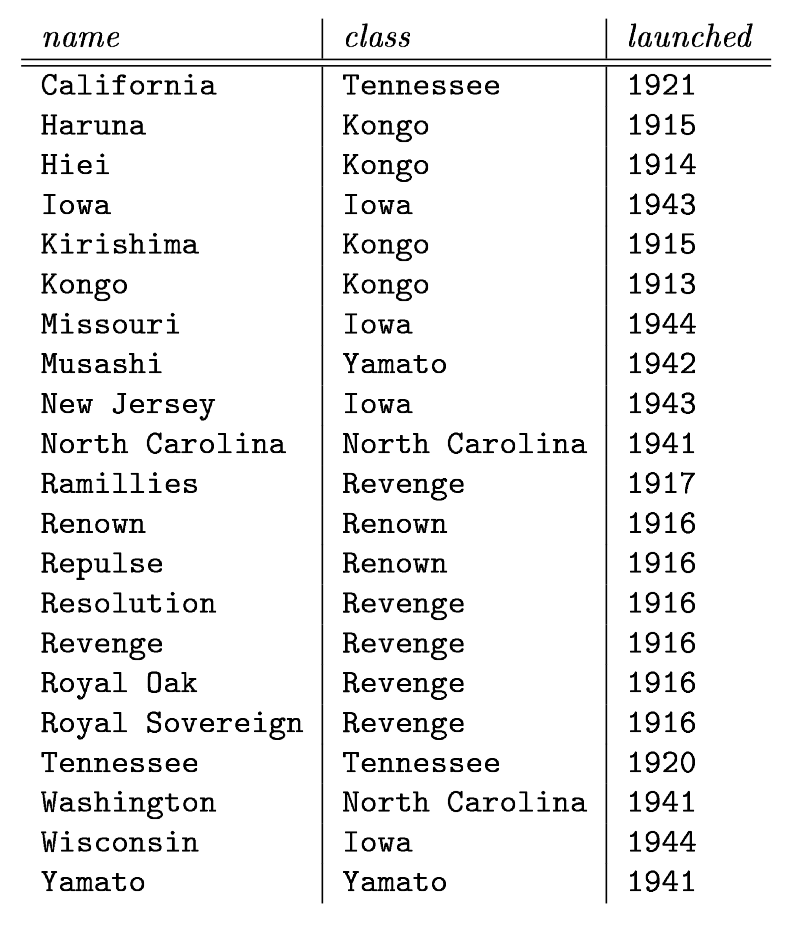 name class launched
California Tennessee 1921
Haruna Kongo 1915
Hiei Kongo 1914
Iowa Iowa 1943
Kirishima Kongo 1915
Kongo Kongo 1913
Missouri Iowa 1944
Musashi Yamato 1942
New Jersey Iowa 1943
North Carolina North Carolina 1941
Ramillies Revenge 1917
Renown Renown 1916
Repulse Renown 1916
Resolution Revenge 1916
Revenge Revenge 1916
Royal Oak Revenge 1916
Royal Sovereign Revenge 1916
Tennessee Tennessee 1920
Washington North Carolina 1941
Wisconsin Iowa 1944
Yamato Yamato 1941